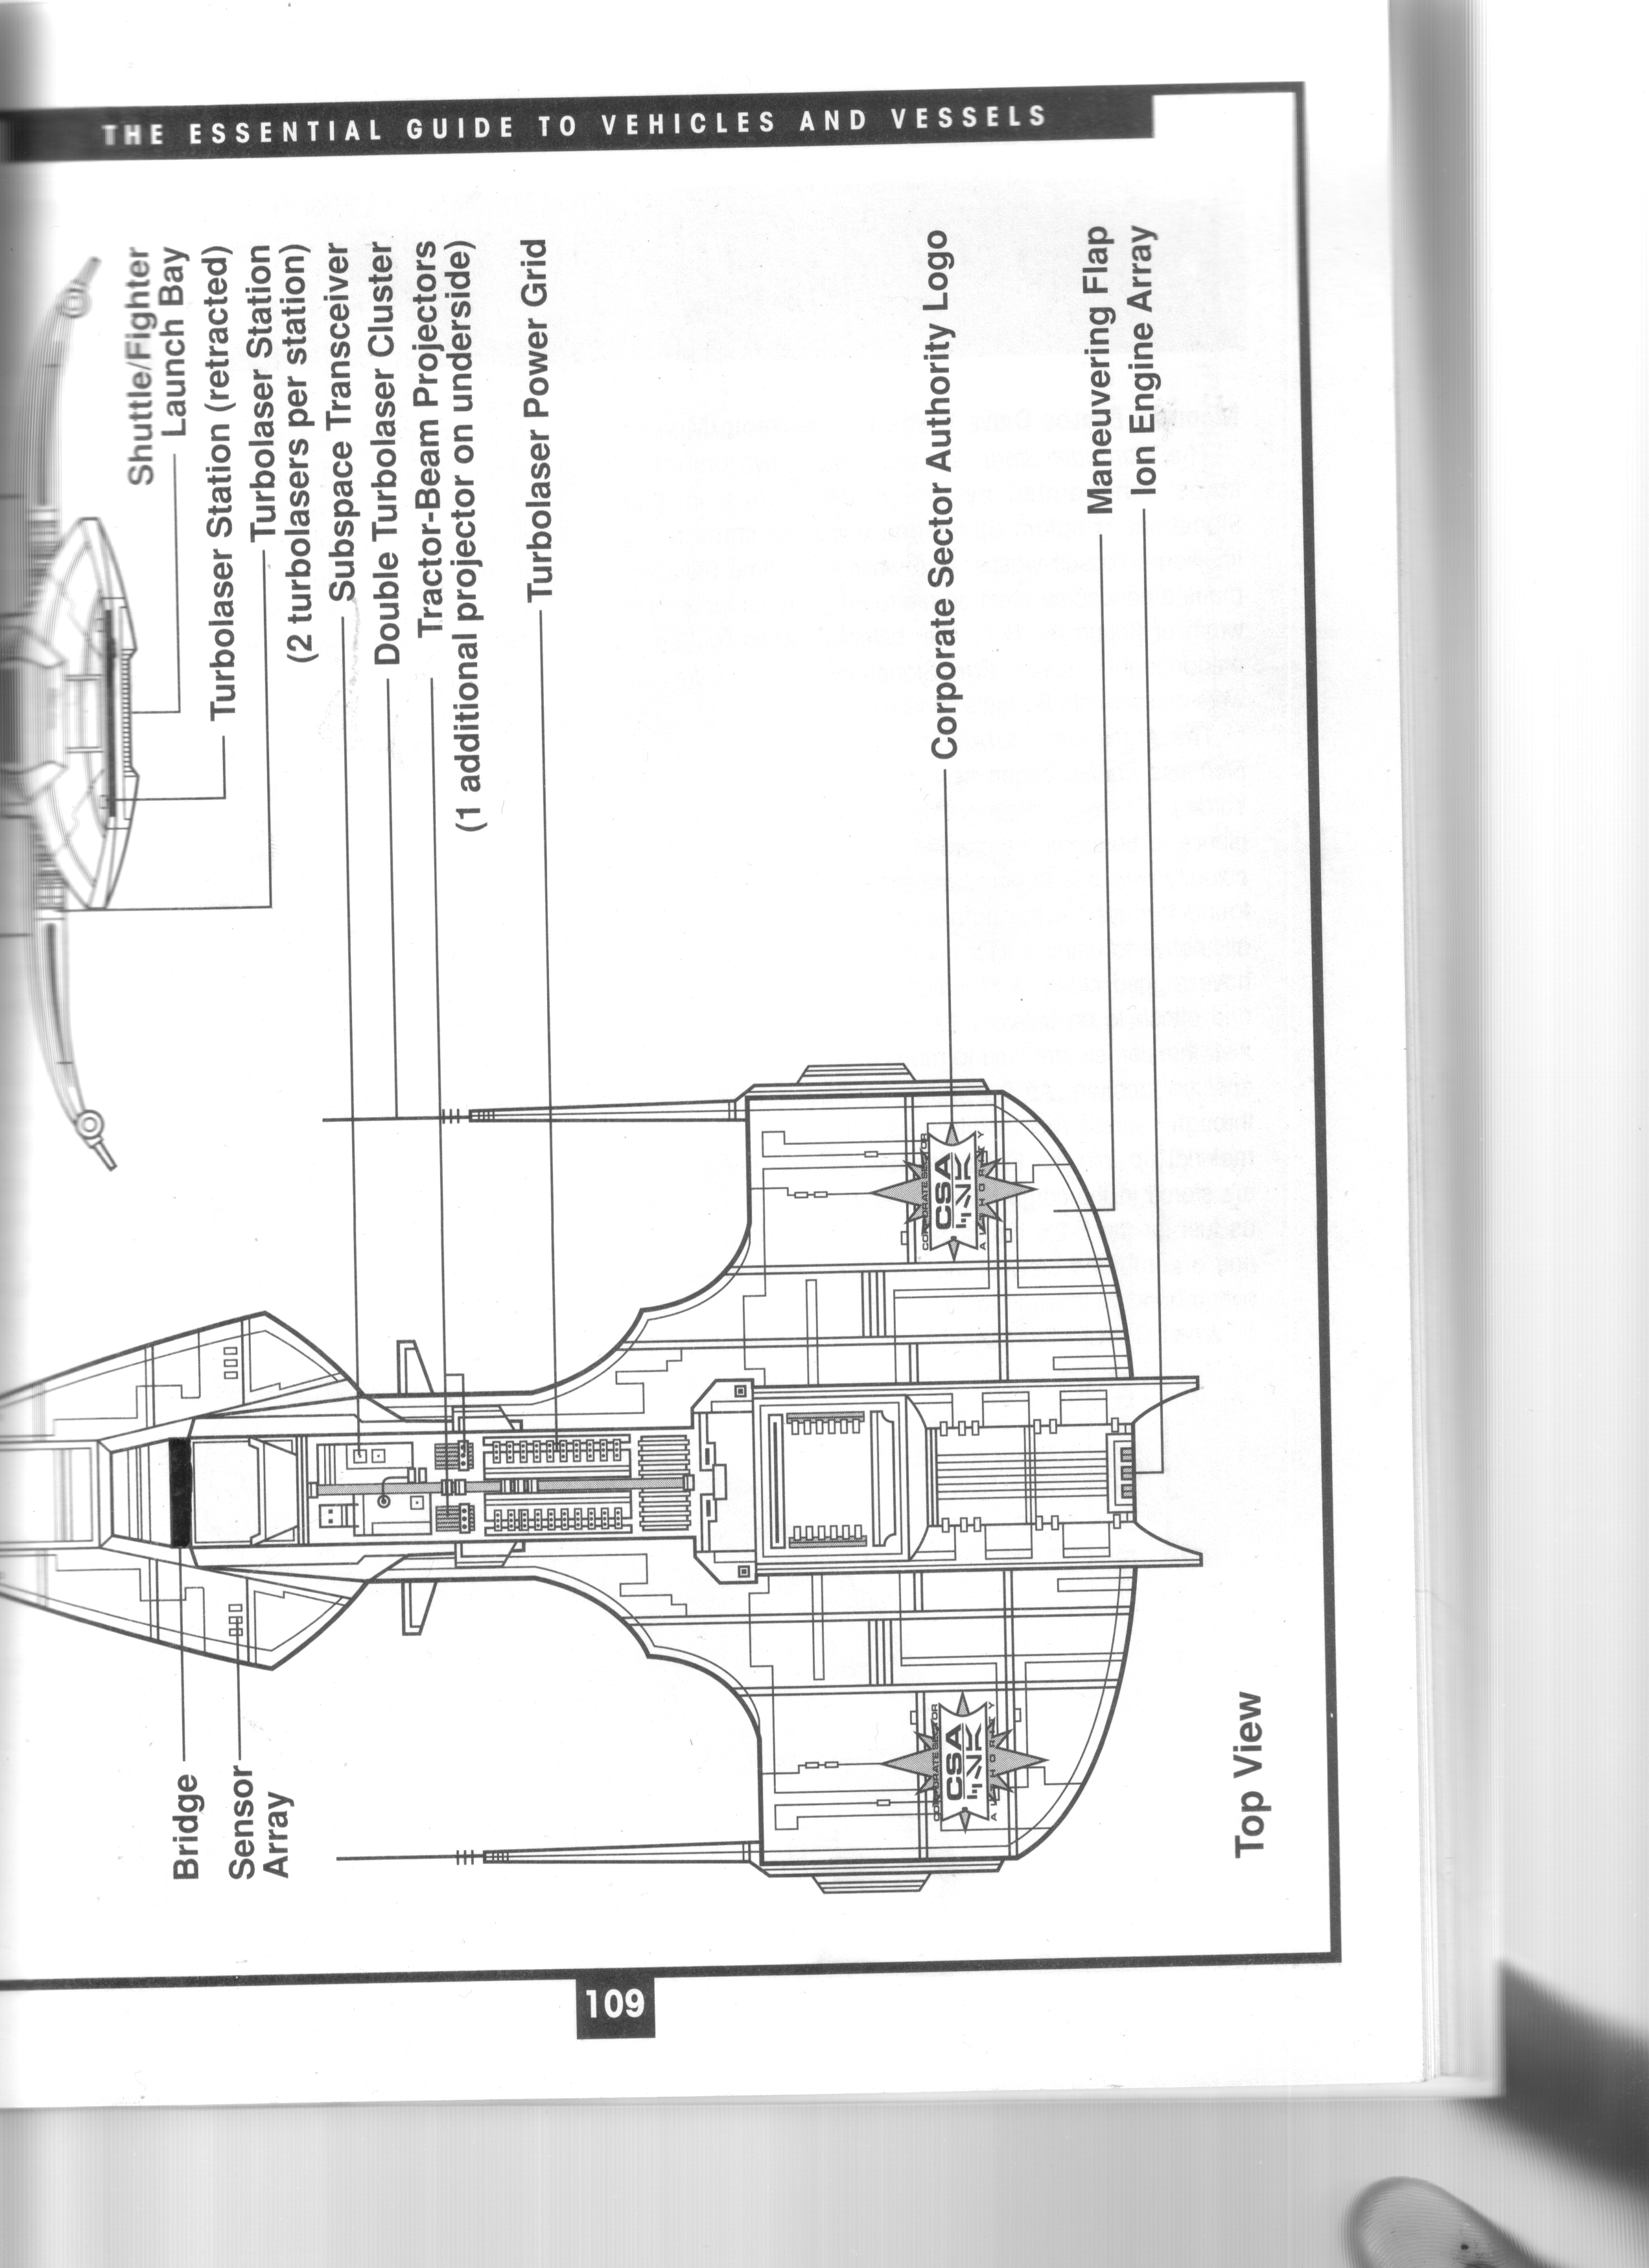 THE ESSENTIAL GUIDE TO VEHICLES AND VESSELS
Shuttle/Fighter
Launch Bay
Turbolaser Station (retracted)
Turbolaser Station
(2 turbolasers per station)
Subspace Transceiver
Double Turbolaser Cluster
Tractor-Beam Projectors
(1 additional projector on underside)
Turbolaser Power Grid
Corporate Sector Authority Logo
Maneuvering Flap
Ion Engine Array
CORPORATE SECTOR
CSA
AUTHORITY
CORPORATE SECTOR
CSA
AUTHORITY
Bridge
Sensor
Array
Top View
109